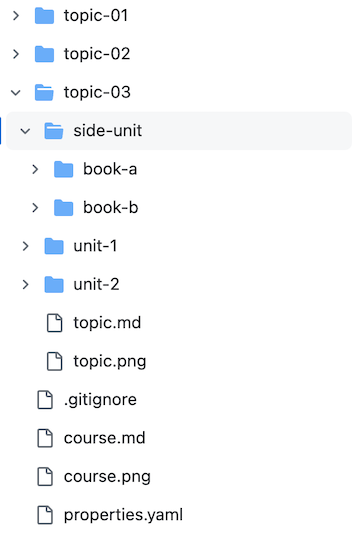 topic-01
topic-02
topic-03
side-unit
book-a
book-b
unit-1
unit-2
topic.md
topic.png
.gitignore
course.md
course.png
properties.yaml